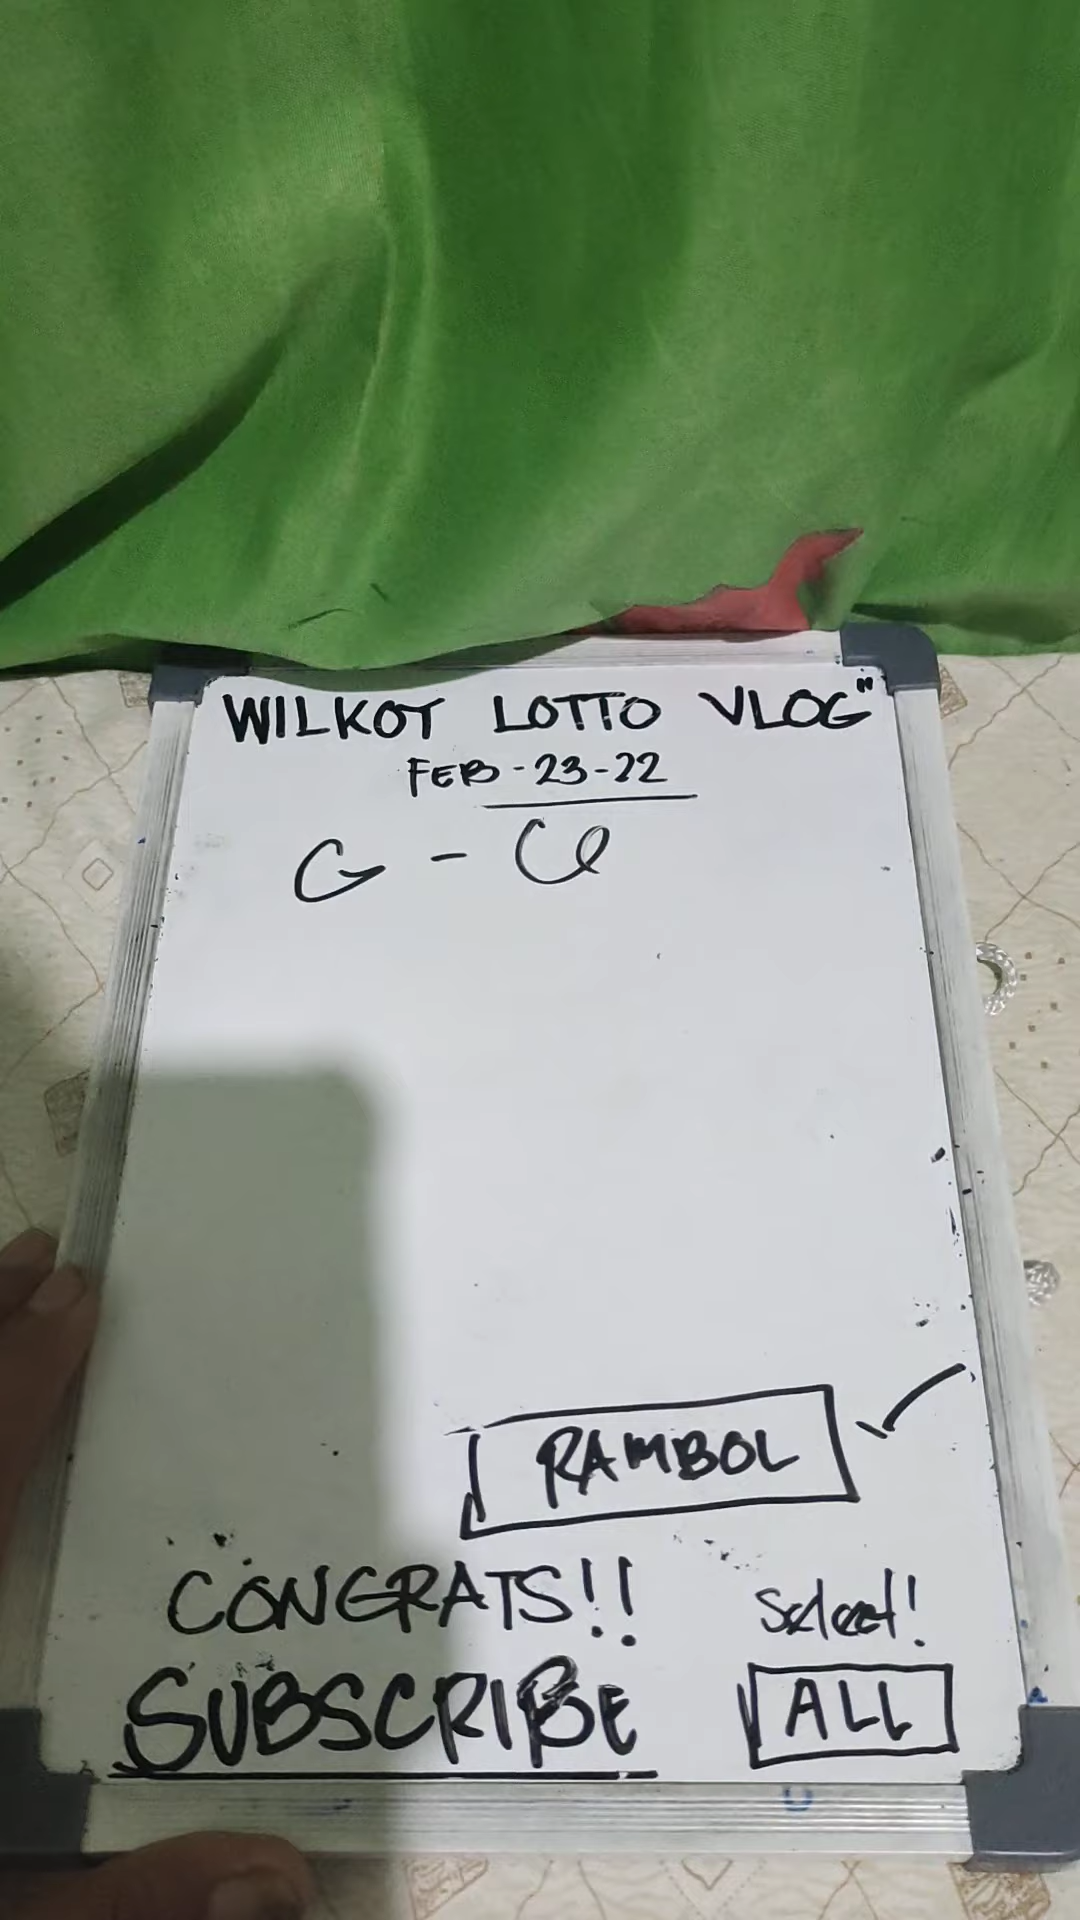 WILKOT LOTTO VLOG"
FEB-23-22
RAMBOL ✓
CONGRATS!!
Select!
SUBSCRIBE
ALL